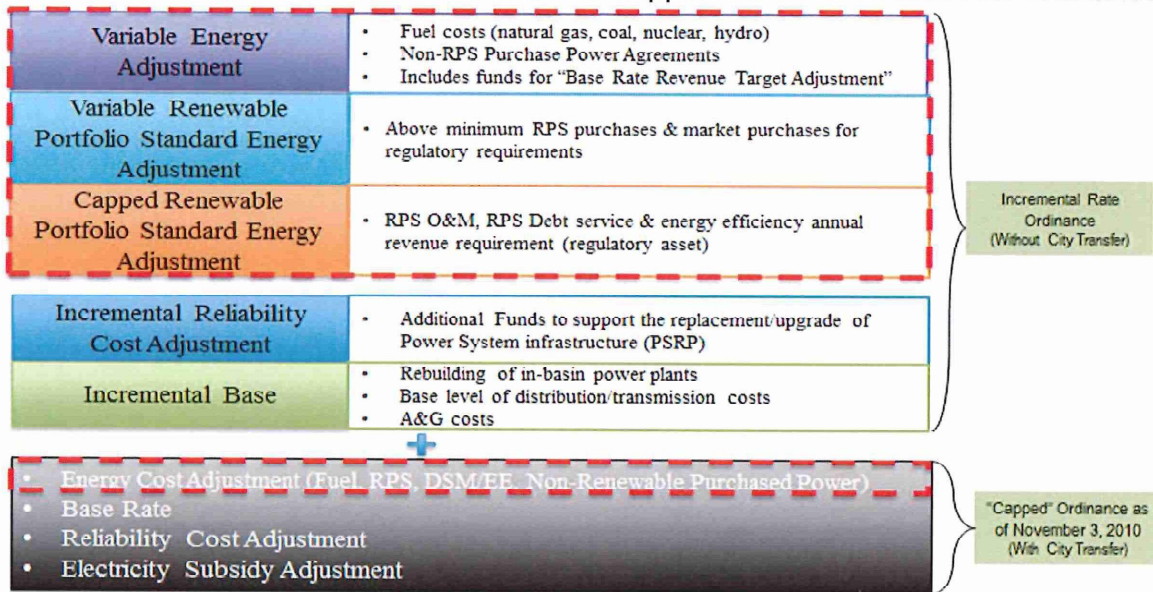 Variable Energy
Adjustment
• Fuel costs (natural gas, coal, nuclear, hydro)
• Non-RPS Purchase Power Agreements
• Includes funds for “Base Rate Revenue Target Adjustment”
Variable Renewable
Portfolio Standard Energy
Adjustment
• Above minimum RPS purchases & market purchases for
regulatory requirements
Capped Renewable
Portfolio Standard Energy
Adjustment
• RPS O&M, RPS Debt service & energy efficiency annual
revenue requirement (regulatory asset)
Incremental Rate
Ordinance
(Without City Transfer)
Incremental Reliability
Cost Adjustment
• Additional Funds to support the replacement/upgrade of
Power System infrastructure (PSRP)
Incremental Base
• Rebuilding of in-basin power plants
• Base level of distribution/transmission costs
• A&G costs
+
• Energy Cost Adjustment (Fuel, RPS, DSM/EE, Non-Renewable Purchased Power)
• Base Rate
• Reliability Cost Adjustment
• Electricity Subsidy Adjustment
"Capped" Ordinance as
of November 3, 2010
(With City Transfer)